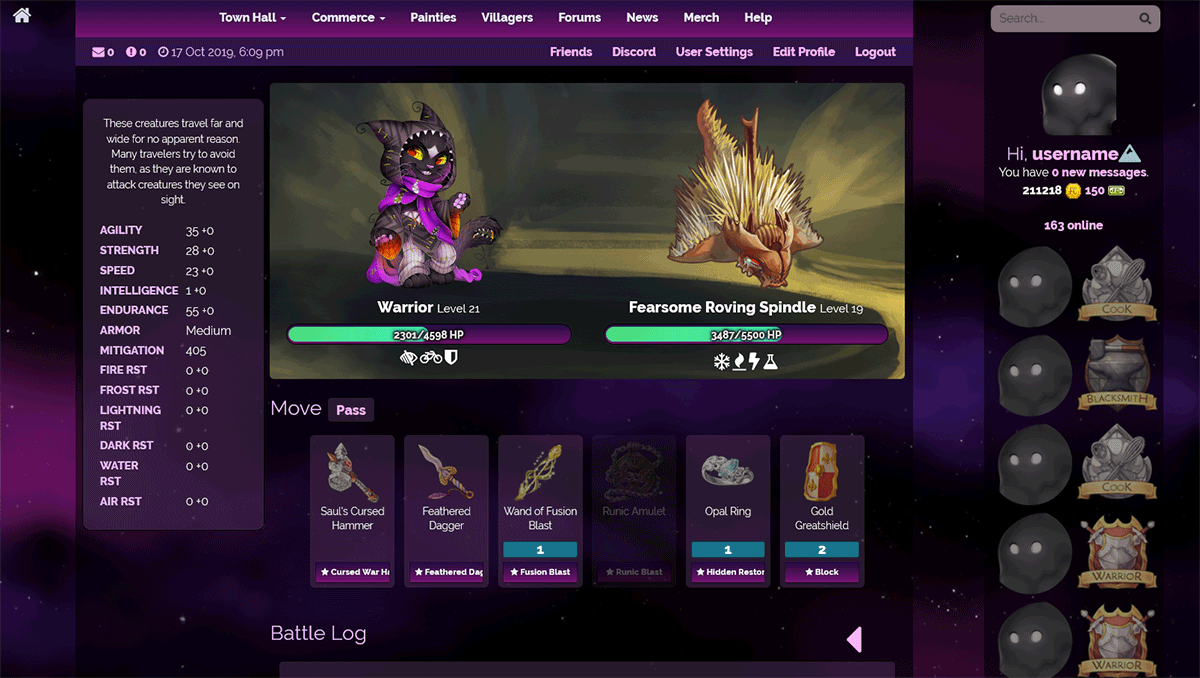 Town Hall Commerce Painties Villagers Forums News Merch Help
Search...
0 0 17 Oct 2019, 6:09 pm
Friends Discord User Settings Edit Profile Logout
These creatures travel far and
wide for no apparent reason.
Many travelers try to avoid
them, as they are known to
attack creatures they see on
sight.
AGILITY 35 +0
STRENGTH 28 +0
SPEED 23 +0
INTELLIGENCE 1 +0
ENDURANCE 55 +0
ARMOR Medium
MITIGATION 405
FIRE RST 0 +0
FROST RST 0 +0
LIGHTNING 0 +0
RST
DARK RST 0 +0
WATER 0 +0
RST
AIR RST 0 +0
Warrior Level 21
2301/4598 HP
Fearsome Roving Spindle Level 19
3487/5500 HP
Move Pass
Saul's Cursed
Hammer
Cursed War Ha
Feathered
Dagger
Feathered Dag
Wand of Fusion
Blast
1
Fusion Blast
Runic Amulet
Runic Blast
Opal Ring
1
Hidden Restor
Gold
Greatshield
2
Block
Battle Log
Hi, username
You have 0 new messages.
211218 150
163 online
COOK
BLACKSMITH
COOK
WARRIOR
WARRIOR